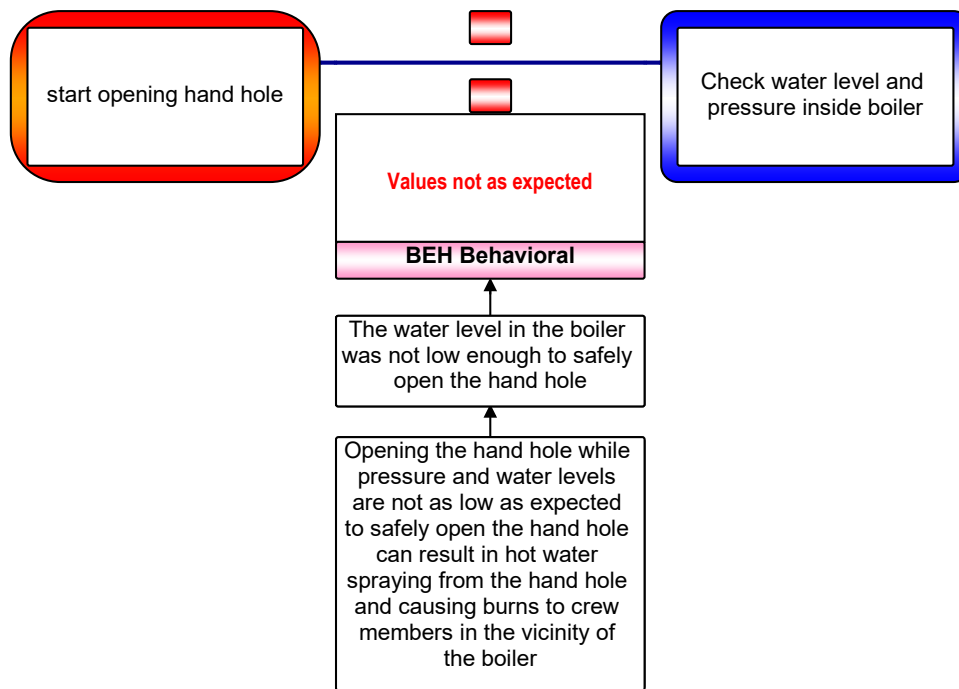 start opening hand hole
Check water level and
pressure inside boiler
Values not as expected
BEH Behavioral
The water level in the boiler
was not low enough to safely
open the hand hole
Opening the hand hole while
pressure and water levels
are not as low as expected
to safely open the hand hole
can result in hot water
spraying from the hand hole
and causing burns to crew
members in the vicinity of
the boiler